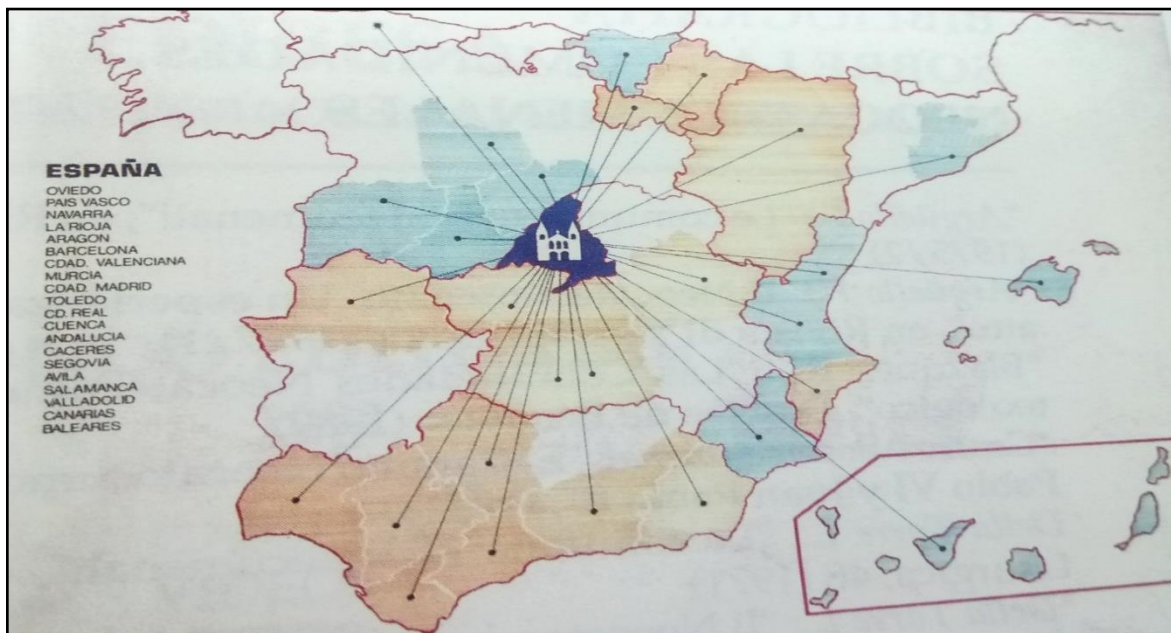 ESPAÑA
OVIEDO
PAIS VASCO
NAVARRA
LA RIOJA
ARAGON
BARCELONA
CDAD. VALENCIANA
MURCIA
CDAD. MADRID
TOLEDO
CD. REAL
CUENCA
ANDALUCIA
CACERES
SEGOVIA
AVILA
SALAMANCA
VALLADOLID
CANARIAS
BALEARES